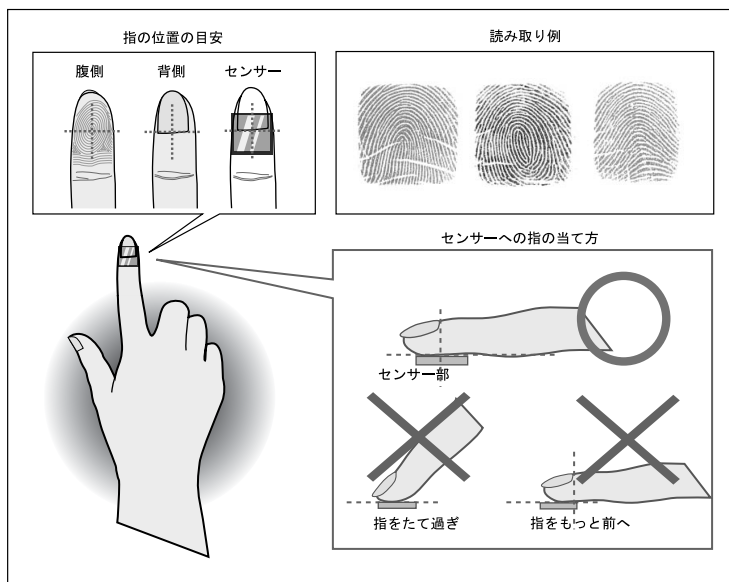 指の位置の目安
腹側
背側
センサー
読み取り例
センサーへの指の当て方
センサー部
指をたて過ぎ
指をもっと前へ